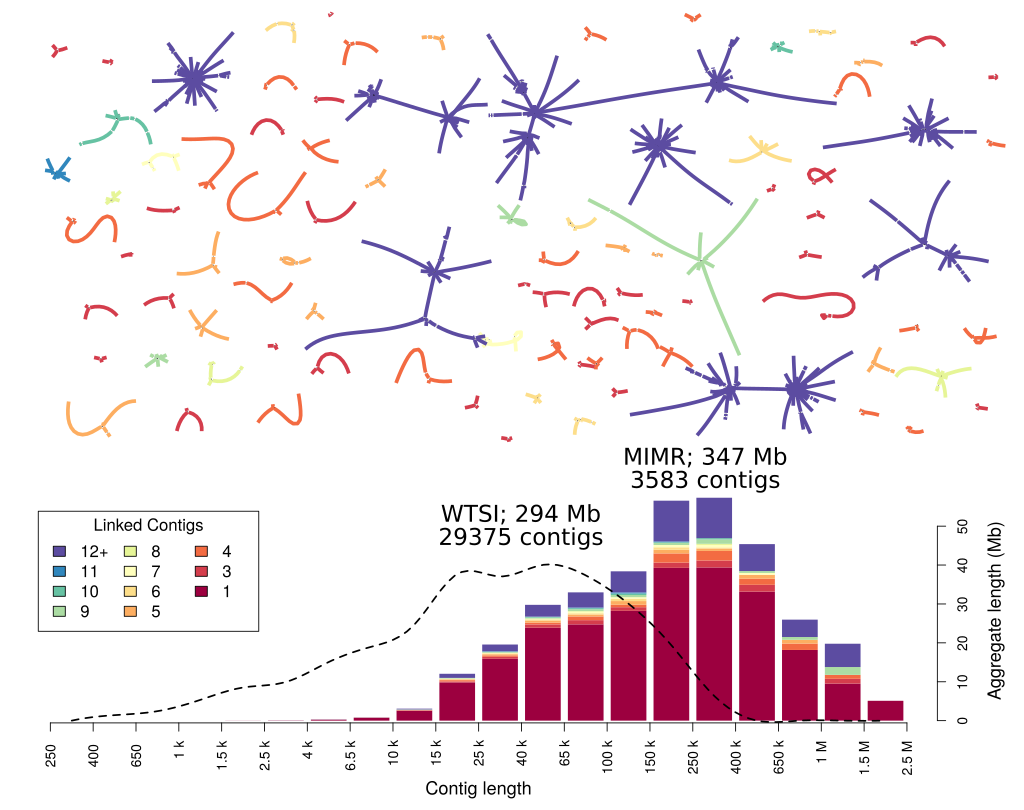 MIMR; 347 Mb
3583 contigs
WTSI; 294 Mb
29375 contigs
Linked Contigs
12+ 8 4
11 7 3
10 6 1
9 5
50
40
30
20
10
0
Aggregate length (Mb)
250 400 650 1 k 1.5 k 2.5 k 4 k 6.5 k 10 k 15 k 25 k 40 k 65 k 100 k 150 k 250 k 400 k 650 k 1 M 1.5 M 2.5 M
Contig length